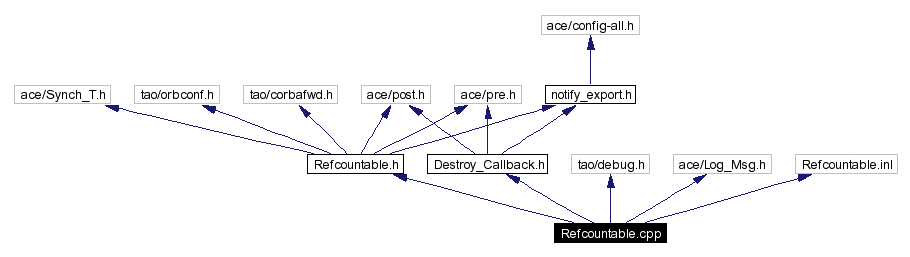 ace/config-all.h
ace/Synch_T.h
tao/orbconf.h
tao/corbafwd.h
ace/post.h
ace/pre.h
notify_export.h
Refcountable.h
Destroy_Callback.h
tao/debug.h
ace/Log_Msg.h
Refcountable.inl
Refcountable.cpp